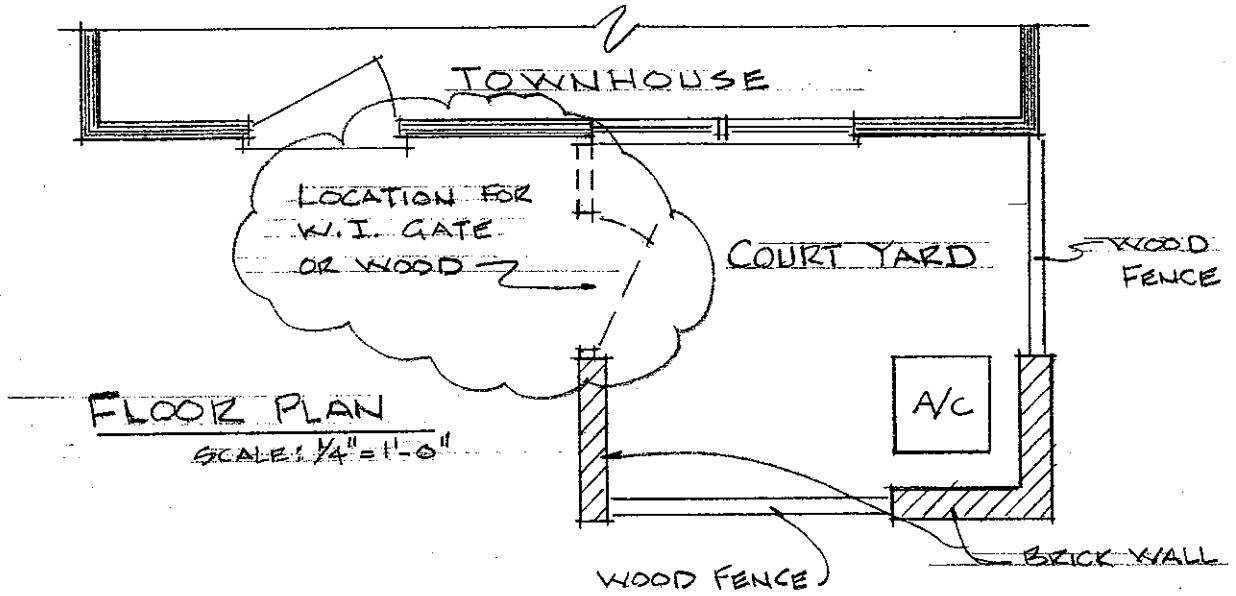 TOWNHOUSE
LOCATION FOR
W.I. GATE
OR WOOD
COURT YARD
WOOD
FENCE
A/C
FLOOR PLAN
SCALE: 1/4" = 1'-0"
WOOD FENCE
BRICK WALL